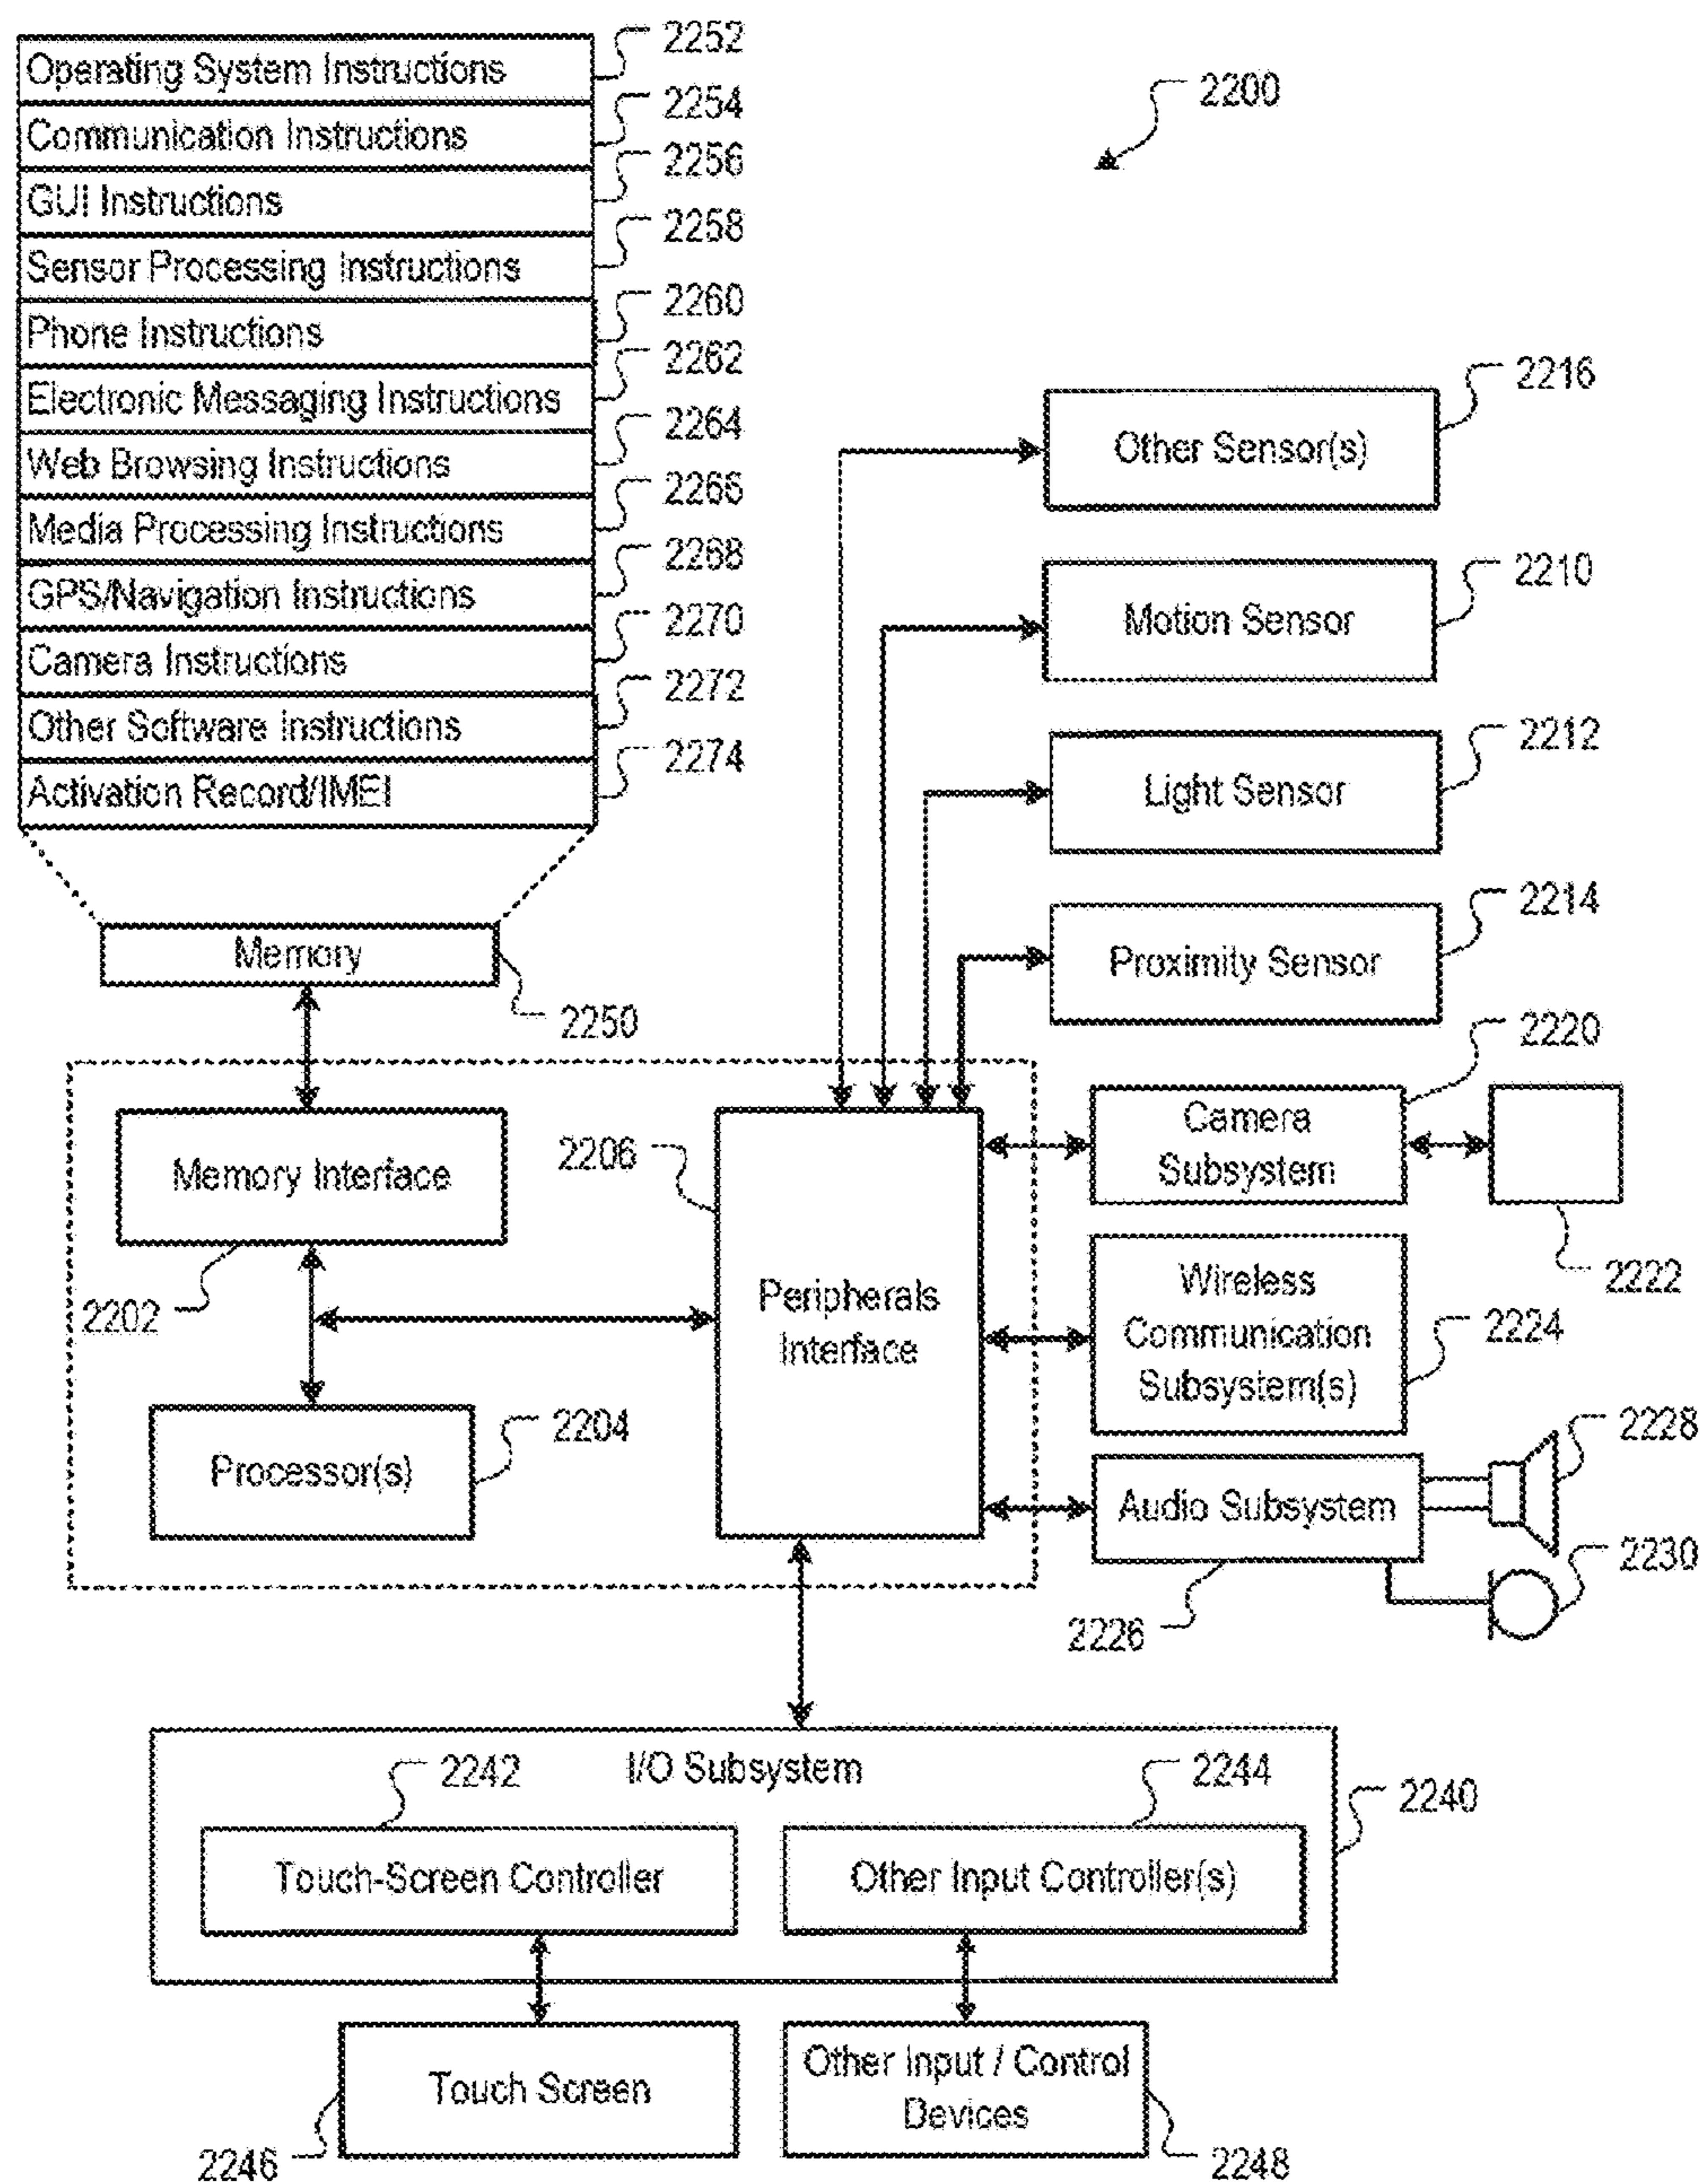 2252
Operating System Instructions
2254
Communication Instructions
2256
GUI Instructions
2258
Sensor Processing Instructions
2260
Phone Instructions
2262
Electronic Messaging Instructions
2264
Web Browsing Instructions
2266
Media Processing Instructions
2268
GPS/Navigation Instructions
2270
Camera Instructions
2272
Other Software Instructions
2274
Activation Record/IMEI
Memory
2250
2200
2216
Other Sensor(s)
2210
Motion Sensor
2212
Light Sensor
2214
Proximity Sensor
2220
Camera
Subsystem
2222
2206
Memory Interface
2202
Peripherals
Interface
Wireless
Communication
Subsystem(s)
2224
2204
Processor(s)
2228
Audio Subsystem
2230
2226
I/O Subsystem
2242
2244
2240
Touch-Screen Controller
Other Input Controller(s)
Touch Screen
Other Input / Control
Devices
2246
2248